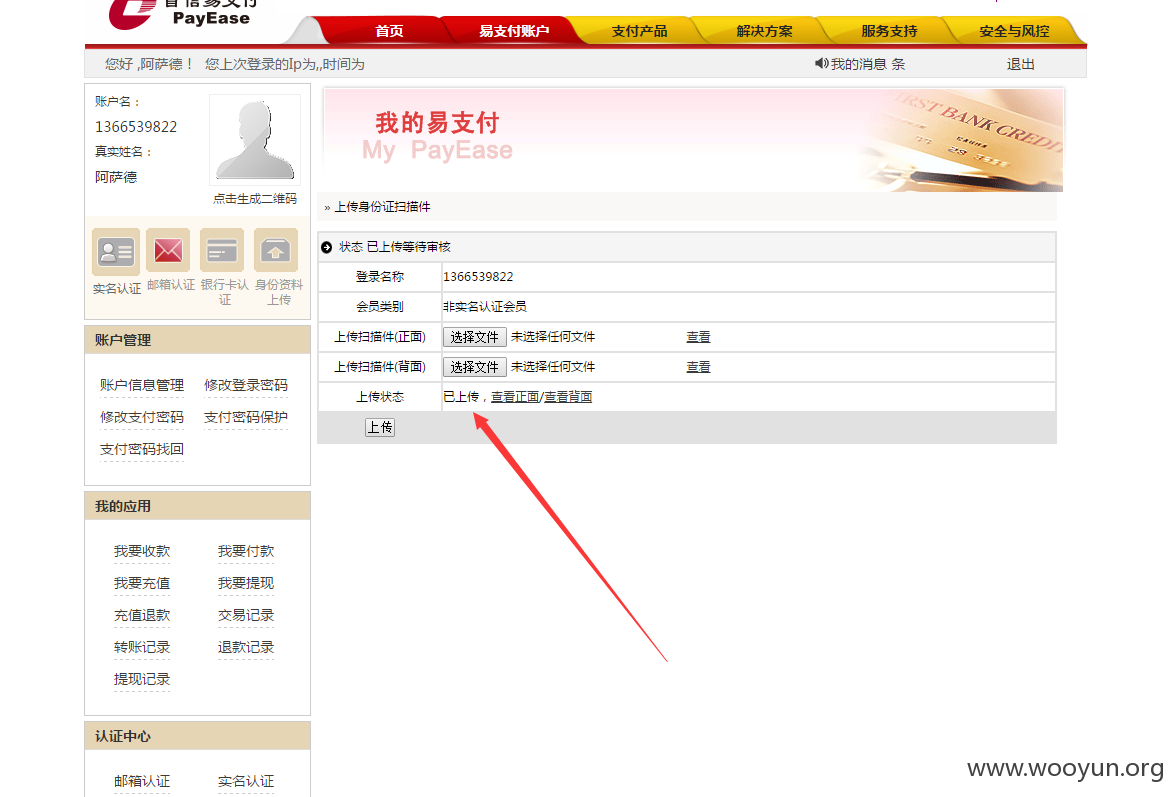 首信易支付
PayEase
首页 易支付账户 支付产品 解决方案 服务支持 安全与风控
您好 ,阿萨德！ 您上次登录的Ip为,,时间为 我的消息 条 退出
账户名：
1366539822
真实姓名：
阿萨德
点击生成二维码
实名认证 邮箱认证 银行卡认证 身份资料上传
账户管理
账户信息管理 修改登录密码
修改支付密码 支付密码保护
支付密码找回
我的应用
我要收款 我要付款
我要充值 我要提现
充值退款 交易记录
转账记录 退款记录
提现记录
认证中心
邮箱认证 实名认证
我的易支付
My PayEase
FIRST BANK CREDIT
» 上传身份证扫描件
状态 已上传等待审核
登录名称 1366539822
会员类别 非实名认证会员
上传扫描件(正面) 选择文件 未选择任何文件 查看
上传扫描件(背面) 选择文件 未选择任何文件 查看
上传状态 已上传，查看正面/查看背面
上传
www.wooyun.org